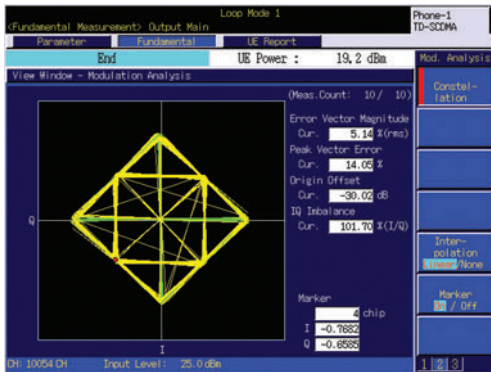 Loop Mode 1
Phone-1
<Fundamental Measurement> Output Main
TD-SCDMA
Parameter Fundamental UE Report
End UE Power : 19.2 dBm
Mod. Analysis
View Window - Modulation Analysis
(Meas.Count: 10/ 10)
Constel-
lation
Error Vector Magnitude
Cur. 5.14 %(rms)
Peak Vector Error
Cur. 14.05 %
Origin Offset
Cur. -30.02 dB
IQ Imbalance
Cur. 101.70 %(I/Q)
Q
Inter-
polation
Linear/None
Marker
4 chip
I -0.7682
Q -0.6585
Marker
On / Off
I
CH: 10054 CH Input Level: 25.0 dBm
1 2 3